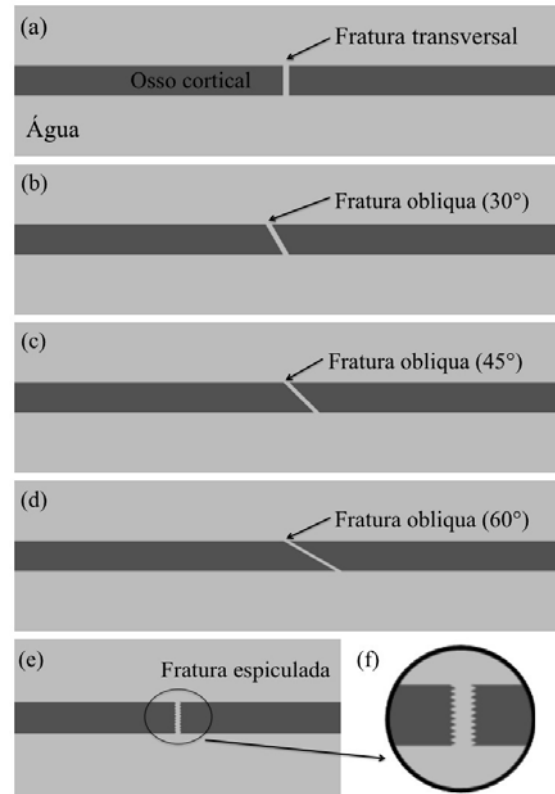 (a)
Fratura transversal
Osso cortical
Água
(b)
Fratura obliqua (30°)
(c)
Fratura obliqua (45°)
(d)
Fratura obliqua (60°)
(e)
Fratura espiculada
(f)